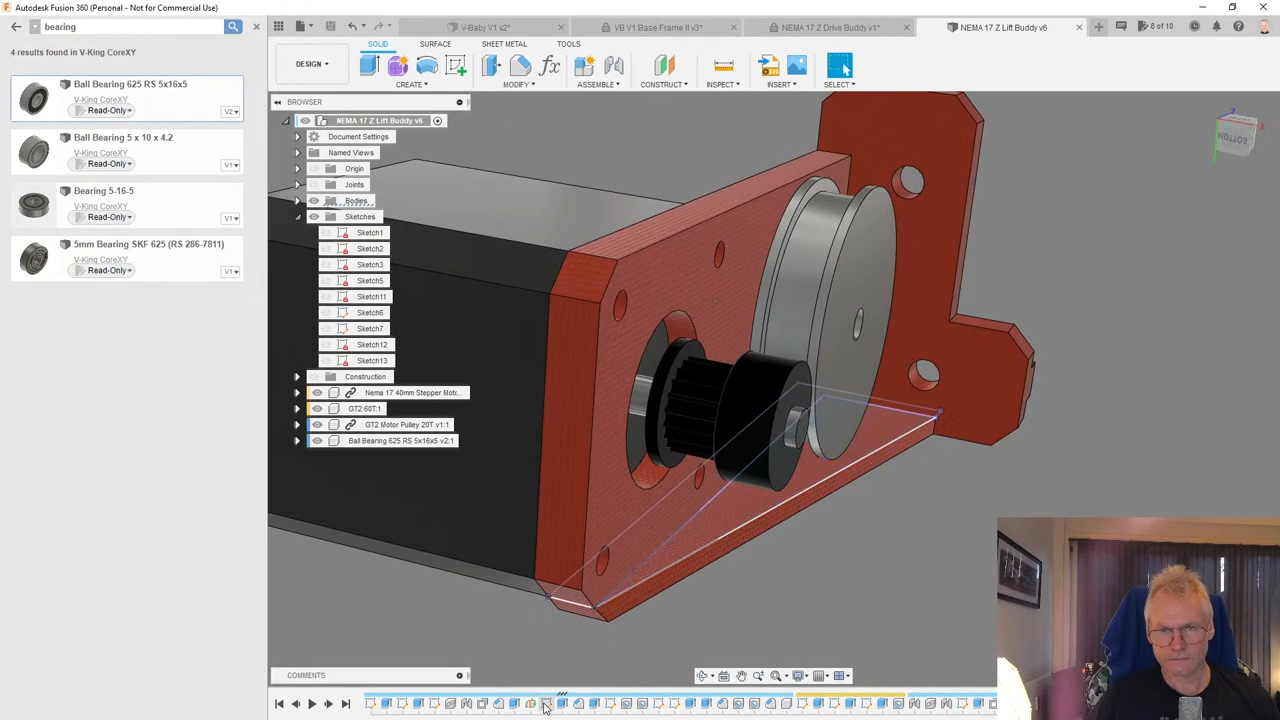 Autodesk Fusion 360 (Personal - Not for Commercial Use)
bearing
V-Baby V1 v2*
VB V1 Base Frame II v3*
NEMA 17 Z Drive Buddy v1*
NEMA 17 Z Lift Buddy v6
8 of 10
4 results found in V-King CoreXY
SOLID
SURFACE
SHEET METAL
TOOLS
DESIGN
CREATE
MODIFY
ASSEMBLE
CONSTRUCT
INSPECT
INSERT
SELECT
Ball Bearing 625 RS 5x16x5
V-King CoreXY
Read-Only
V2
Ball Bearing 5 x 10 x 4.2
V-King CoreXY
Read-Only
V1
Bearing 5-16-5
V-King CoreXY
Read-Only
V1
5mm Bearing SKF 625 (RS 286-7811)
V-King CoreXY
Read-Only
V1
BROWSER
NEMA 17 Z Lift Buddy v6
Document Settings
Named Views
Origin
Joints
Bodies
Sketches
Sketch1
Sketch2
Sketch3
Sketch5
Sketch11
Sketch6
Sketch7
Sketch12
Sketch13
Construction
Nema 17 40mm Stepper Motr...
GT2 60T:1
GT2 Motor Pulley 20T v1:1
Ball Bearing 625 RS 5x16x5 v2:1
Z
X
BOTTOM
COMMENTS